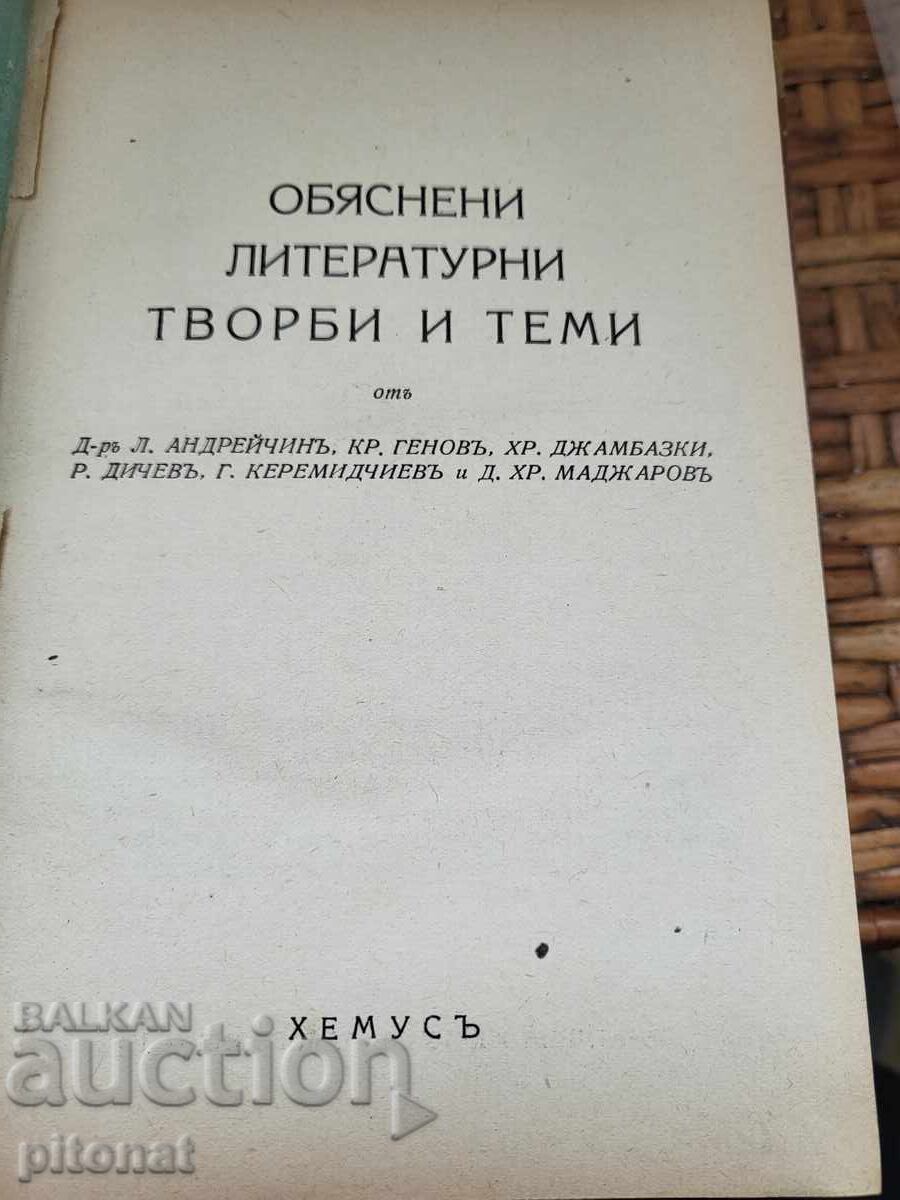 ОБЯСНЕНИ
ЛИТЕРАТУРНИ
ТВОРБИ И ТЕМИ
отъ
Д-ръ Л. АНДРЕЙЧИНЪ, КР. ГЕНОВЪ, ХР. ДЖАМБАЗКИ,
Р. ДИЧЕВЪ, Г. КЕРЕМИДЧИЕВЪ и Д. ХР. МАДЖАРОВЪ
ХЕМУСЪ
BALKAN
auction
pitonat